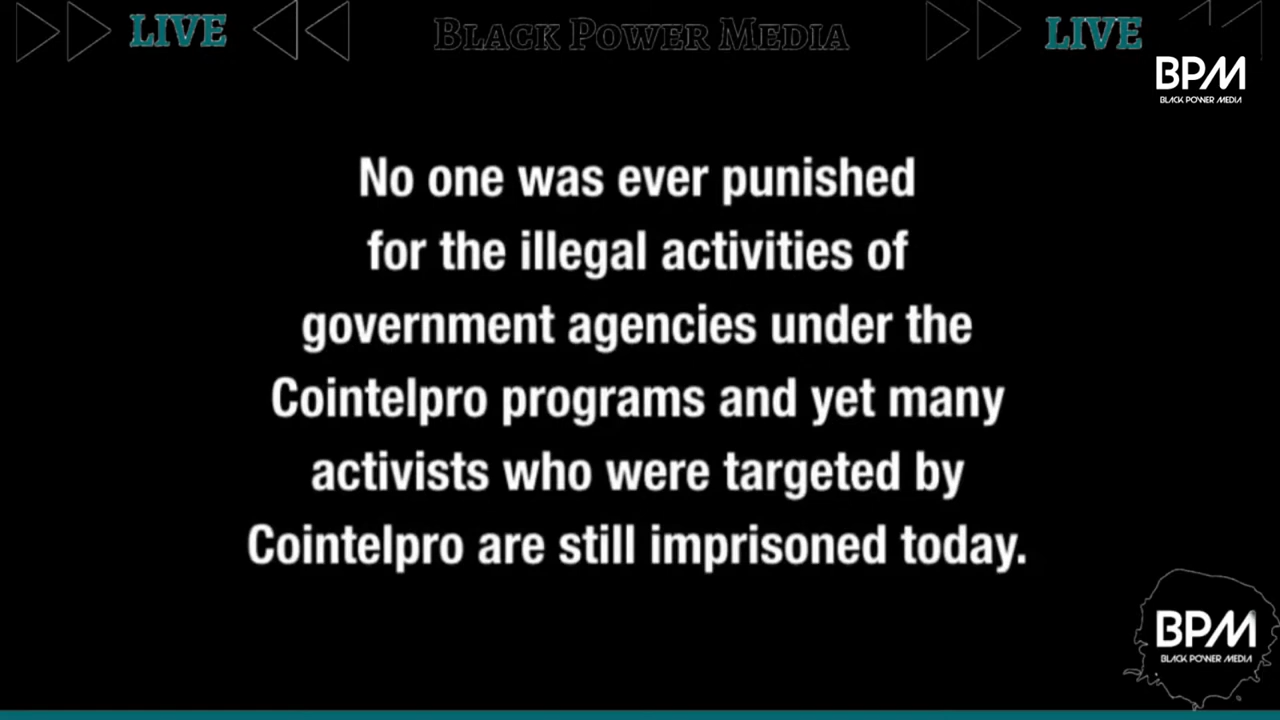 LIVE
BLACK POWER MEDIA
LIVE
BPM
BLACK POWER MEDIA
No one was ever punished
for the illegal activities of
government agencies under the
Cointelpro programs and yet many
activists who were targeted by
Cointelpro are still imprisoned today.
BPM
BLACK POWER MEDIA